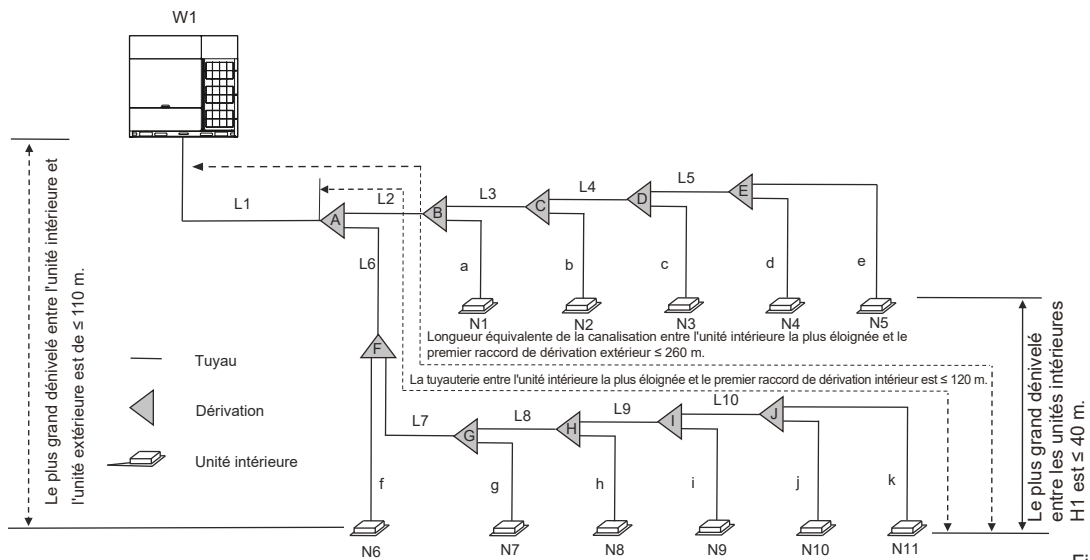 W1
Le plus grand dénivelé entre l'unité intérieure et
l'unité extérieure est de ≤ 110 m.
L1
L2
L3
L4
L5
A
B
C
D
E
L6
a
b
c
d
e
N1
N2
N3
N4
N5
Longueur équivalente de la canalisation entre l'unité intérieure la plus éloignée et le
premier raccord de dérivation extérieur ≤ 260 m.
F
La tuyauterie entre l'unité intérieure la plus éloignée et le premier raccord de dérivation intérieur est ≤ 120 m.
Tuyau
Dérivation
Unité intérieure
L7
L8
L9
L10
G
H
I
J
f
g
h
i
j
k
N6
N7
N8
N9
N10
N11
Le plus grand dénivelé
entre les unités intérieures
H1 est ≤ 40 m.